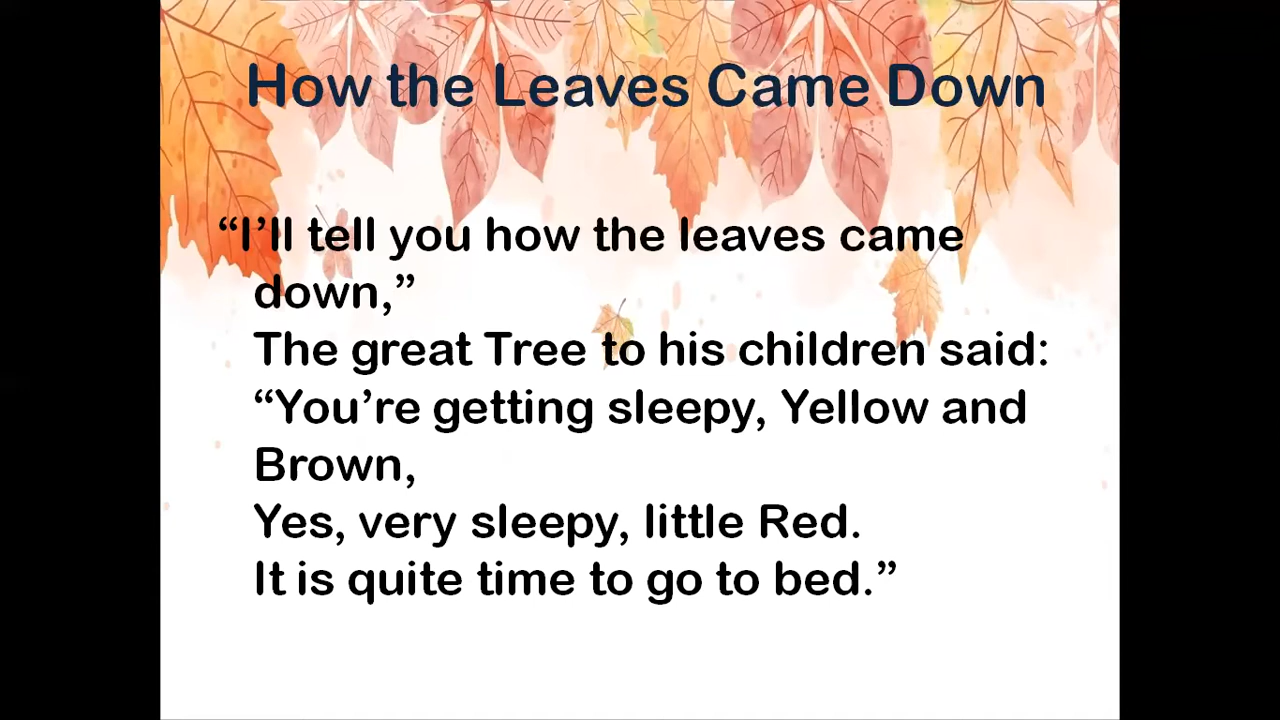 How the Leaves Came Down
“I’ll tell you how the leaves came
down,”
The great Tree to his children said:
“You’re getting sleepy, Yellow and
Brown,
Yes, very sleepy, little Red.
It is quite time to go to bed.”